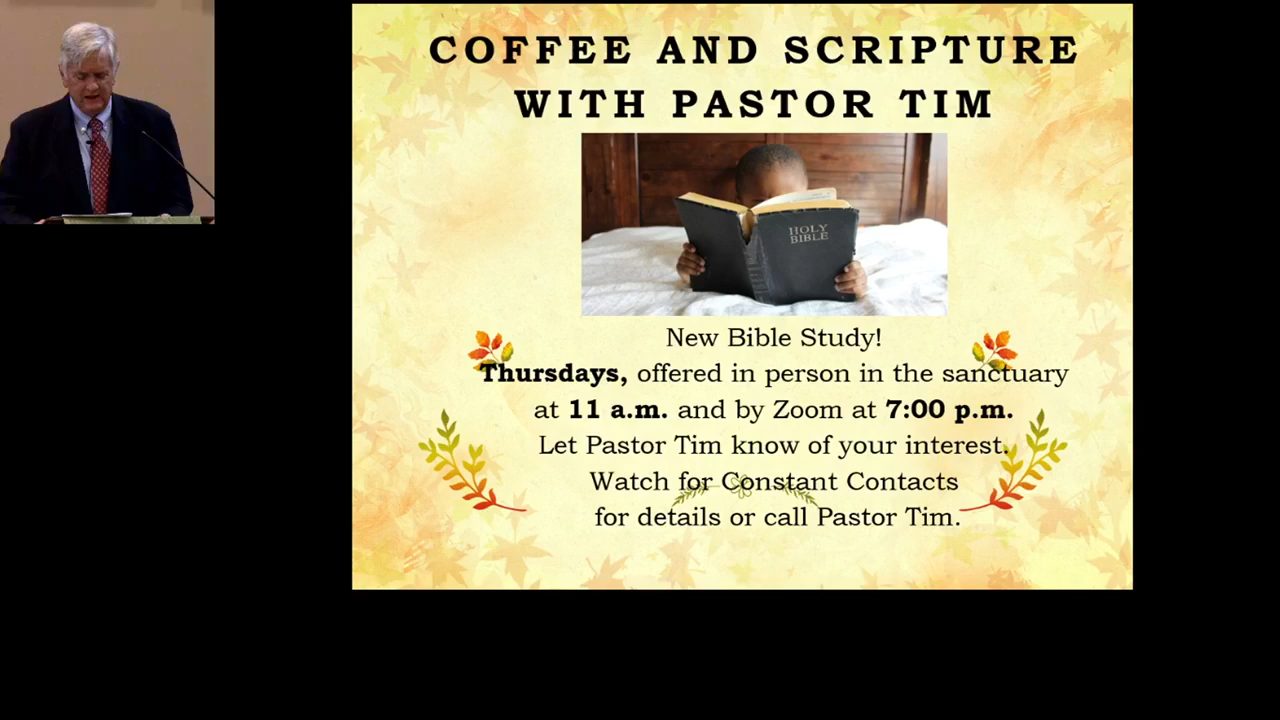 COFFEE AND SCRIPTURE
WITH PASTOR TIM
HOLY
BIBLE
New Bible Study!
Thursdays, offered in person in the sanctuary
at 11 a.m. and by Zoom at 7:00 p.m.
Let Pastor Tim know of your interest.
Watch for Constant Contacts
for details or call Pastor Tim.